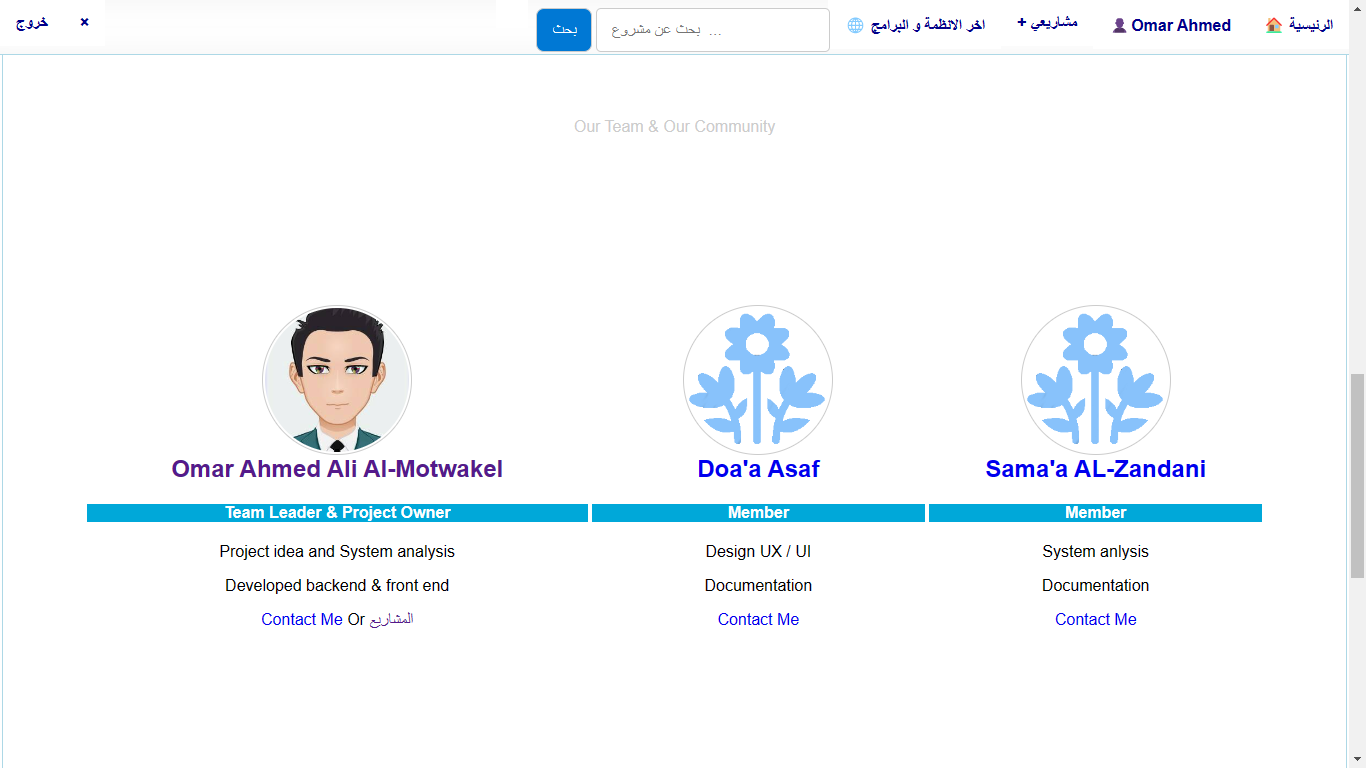 الرئيسية
Omar Ahmed
مشاريعي +
اخر الانظمة و البرامج
بحث عن مشروع ...
بحث
×
خروج
Our Team & Our Community
Omar Ahmed Ali Al-Motwakel
Team Leader & Project Owner
Project idea and System analysis
Developed backend & front end
Contact Me Or المشاريع
Doa'a Asaf
Member
Design UX / UI
Documentation
Contact Me
Sama'a AL-Zandani
Member
System anlysis
Documentation
Contact Me